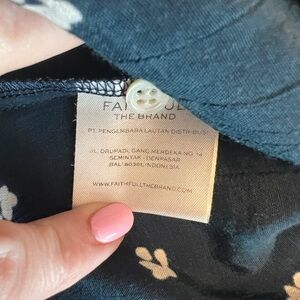 FAITHFULL
THE BRAND
PT. PENGEMBARA LAUTAN DISTRIBUSI
JL. DRUPADI, GANG MERDEKA NO. 14
SEMINYAK - DENPASAR
BALI 80361, INDONESIA
WWW.FAITHFULLTHEBRAND.COM